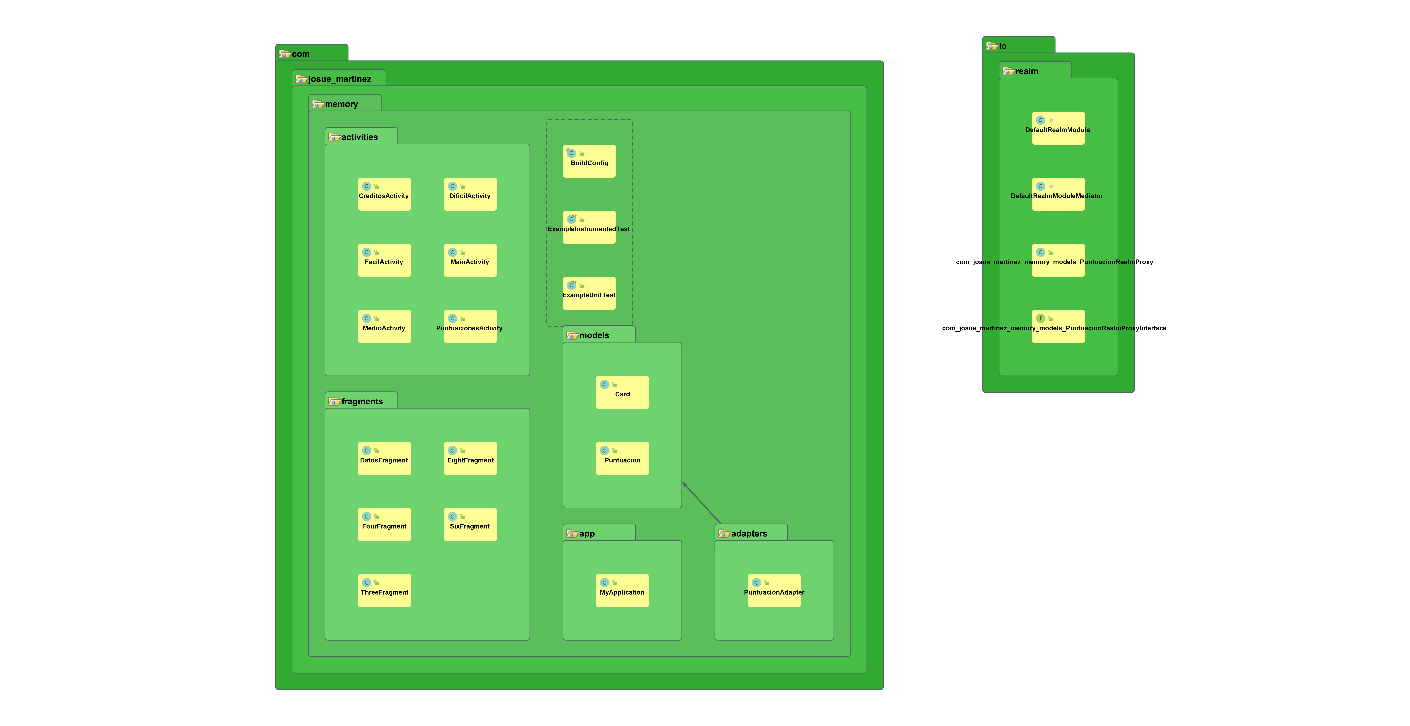 com
josue_martinez
memory
activities
CreditosActivity
DificilActivity
FacilActivity
MainActivity
MedioActivity
PuntuacionesActivity
BuildConfig
ExampleInstrumentedTest
ExampleUnitTest
fragments
DatosFragment
EightFragment
FourFragment
SixFragment
ThreeFragment
models
Card
Puntuacion
app
MyApplication
adapters
PuntuacionAdapter
io
realm
DefaultRealmModule
DefaultRealmModuleMediator
com_josue_martinez_memory_models_PuntuacionRealmProxy
com_josue_martinez_memory_models_PuntuacionRealmProxyInterface